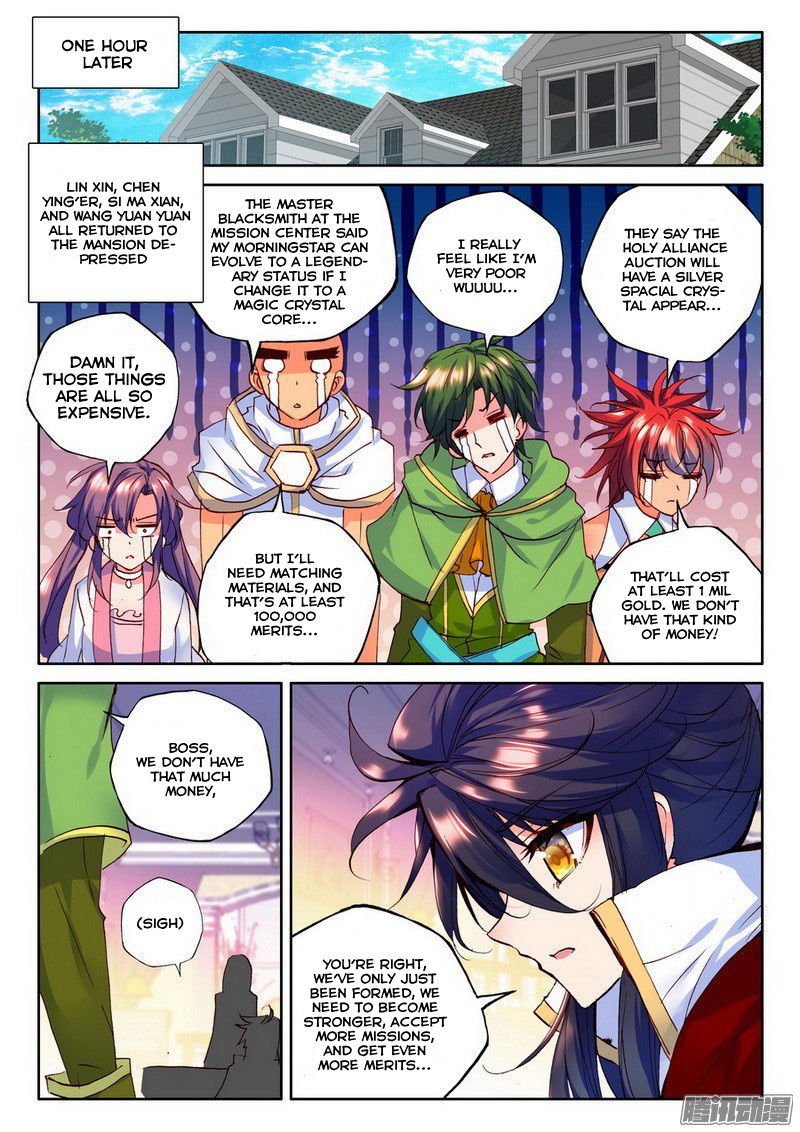 ONE HOUR
LATER
LIN XIN, CHEN
YING'ER, SI MA XIAN,
AND WANG YUAN YUAN
ALL RETURNED TO
THE MANSION DE-
PRESSED
THE MASTER
BLACKSMITH AT THE
MISSION CENTER SAID
MY MORNINGSTAR CAN
EVOLVE TO A LEGEND-
ARY STATUS IF I
CHANGE IT TO A
MAGIC CRYSTAL
CORE...
I REALLY
FEEL LIKE I'M
VERY POOR
WUUUU...
THEY SAY THE
HOLY ALLIANCE
AUCTION WILL
HAVE A SILVER
SPACIAL CRYS-
TAL APPEAR...
DAMN IT,
THOSE THINGS
ARE ALL SO
EXPENSIVE.
BUT I'LL
NEED MATCHING
MATERIALS, AND
THAT'S AT LEAST
100,000
MERITS...
THAT'LL COST
AT LEAST 1 MIL
GOLD. WE DON'T
HAVE THAT KIND
OF MONEY!
BOSS,
WE DON'T HAVE
THAT MUCH
MONEY,
(SIGH)
YOU'RE RIGHT,
WE'VE ONLY JUST
BEEN FORMED, WE
NEED TO BECOME
STRONGER, ACCEPT
MORE MISSIONS,
AND GET EVEN
MORE MERITS...
腾讯动漫